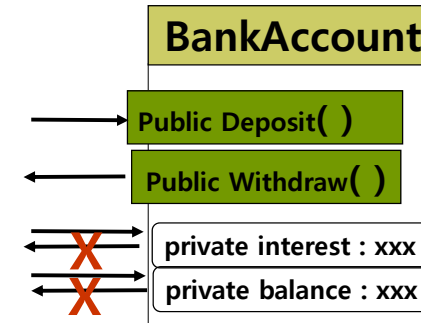 BankAccount
Public Deposit( )
Public Withdraw( )
private interest : xxx
X
private balance : xxx
X